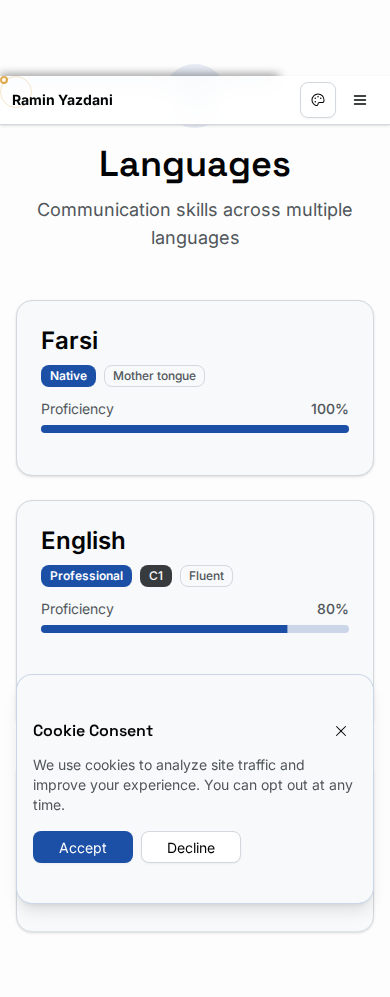 Ramin Yazdani
Languages
Communication skills across multiple
languages
Farsi
Native Mother tongue
Proficiency 100%
English
Professional C1 Fluent
Proficiency 80%
Cookie Consent
We use cookies to analyze site traffic and
improve your experience. You can opt out at any
time.
Accept Decline